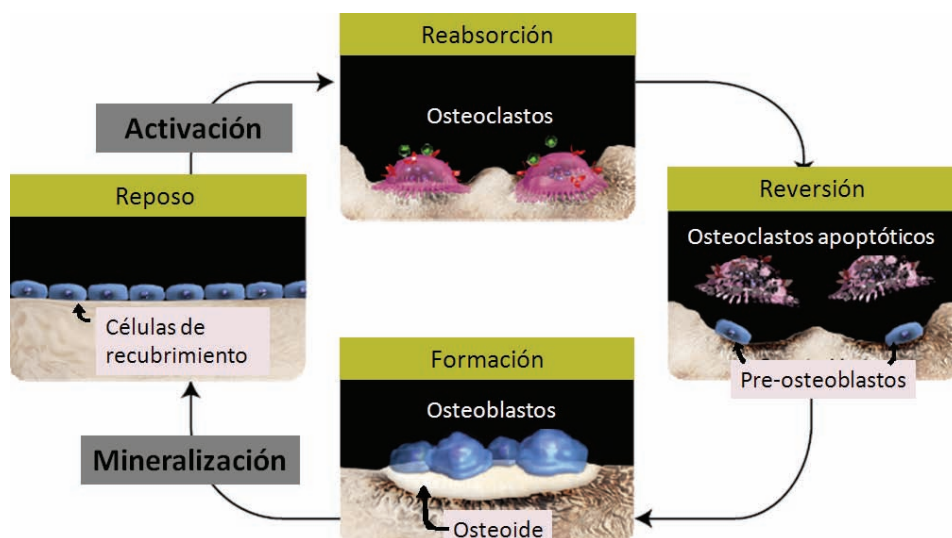 Reabsorción
Osteoclastos
Activación
Reposo
Células de
recubrimiento
Reversión
Osteoclastos apoptóticos
Pre-osteoblastos
Formación
Osteoblastos
Osteoide
Mineralización